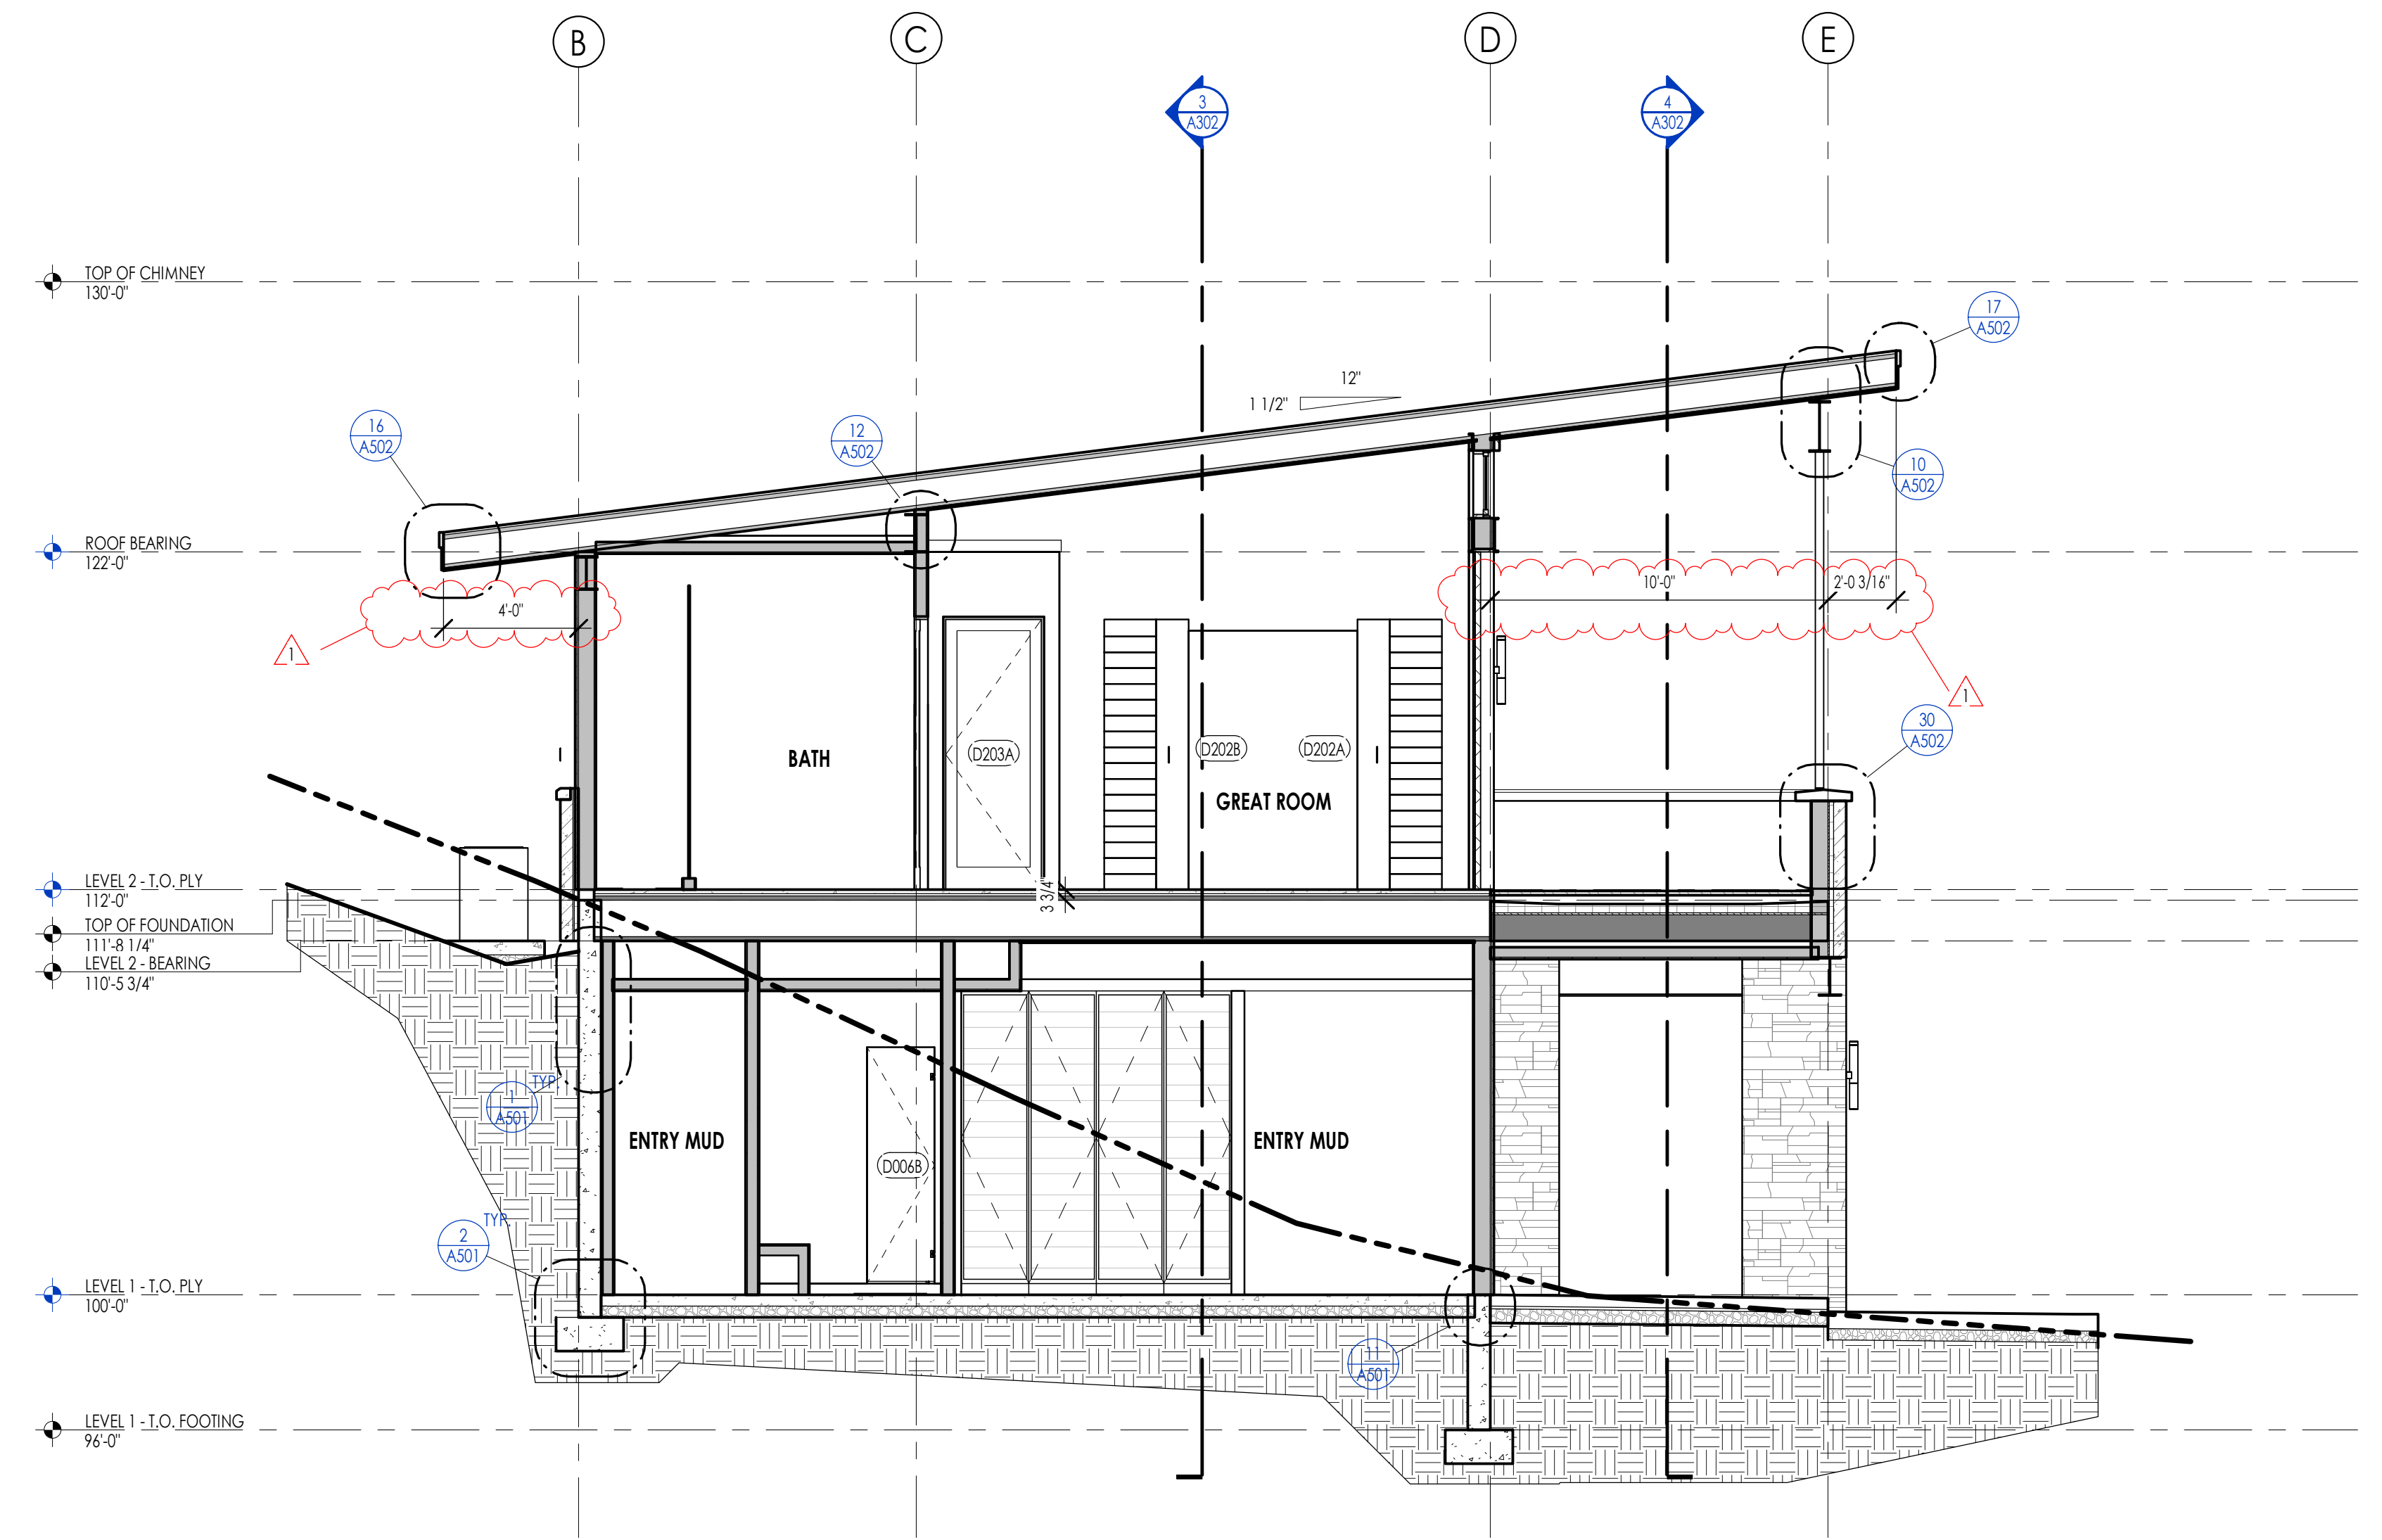 B
C
D
E
3
A302
4
A302
TOP OF CHIMNEY
130'-0"
17
A502
12"
1 1/2"
16
A502
12
A502
10
A502
ROOF BEARING
122'-0"
4'-0"
10'-0"
2'-0 3/16"
1
1
30
A502
D203A
D202B
D202A
BATH
GREAT ROOM
LEVEL 2 - T.O. PLY
112'-0"
3 3/4"
TOP OF FOUNDATION
111'-8 1/4"
LEVEL 2 - BEARING
110'-5 3/4"
TYP.
1
A501
ENTRY MUD
ENTRY MUD
D006B
TYP.
2
A501
LEVEL 1 - T.O. PLY
100'-0"
11
A501
LEVEL 1 - T.O. FOOTING
96'-0"